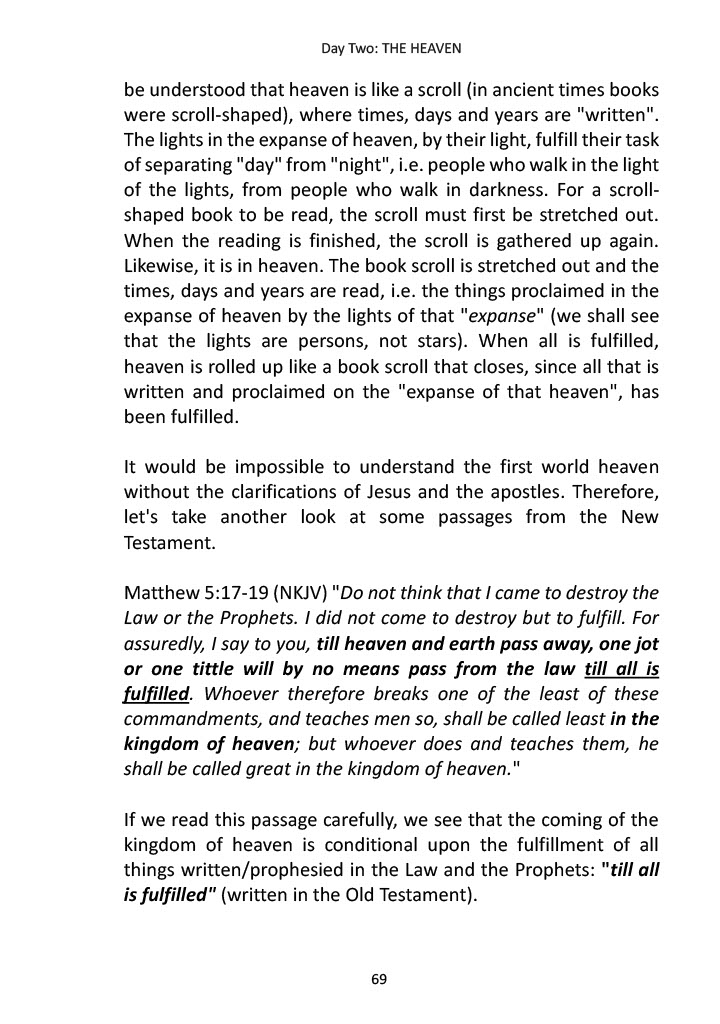 Day Two: THE HEAVEN
be understood that heaven is like a scroll (in ancient times books
were scroll-shaped), where times, days and years are "written".
The lights in the expanse of heaven, by their light, fulfill their task
of separating "day" from "night", i.e. people who walk in the light
of the lights, from people who walk in darkness. For a scroll-
shaped book to be read, the scroll must first be stretched out.
When the reading is finished, the scroll is gathered up again.
Likewise, it is in heaven. The book scroll is stretched out and the
times, days and years are read, i.e. the things proclaimed in the
expanse of heaven by the lights of that "expanse" (we shall see
that the lights are persons, not stars). When all is fulfilled,
heaven is rolled up like a book scroll that closes, since all that is
written and proclaimed on the "expanse of that heaven", has
been fulfilled.
It would be impossible to understand the first world heaven
without the clarifications of Jesus and the apostles. Therefore,
let's take another look at some passages from the New
Testament.
Matthew 5:17-19 (NKJV) "Do not think that I came to destroy the
Law or the Prophets. I did not come to destroy but to fulfill. For
assuredly, I say to you, till heaven and earth pass away, one jot
or one tittle will by no means pass from the law till all is
fulfilled. Whoever therefore breaks one of the least of these
commandments, and teaches men so, shall be called least in the
kingdom of heaven; but whoever does and teaches them, he
shall be called great in the kingdom of heaven."
If we read this passage carefully, we see that the coming of the
kingdom of heaven is conditional upon the fulfillment of all
things written/prophesied in the Law and the Prophets: "till all
is fulfilled" (written in the Old Testament).
69